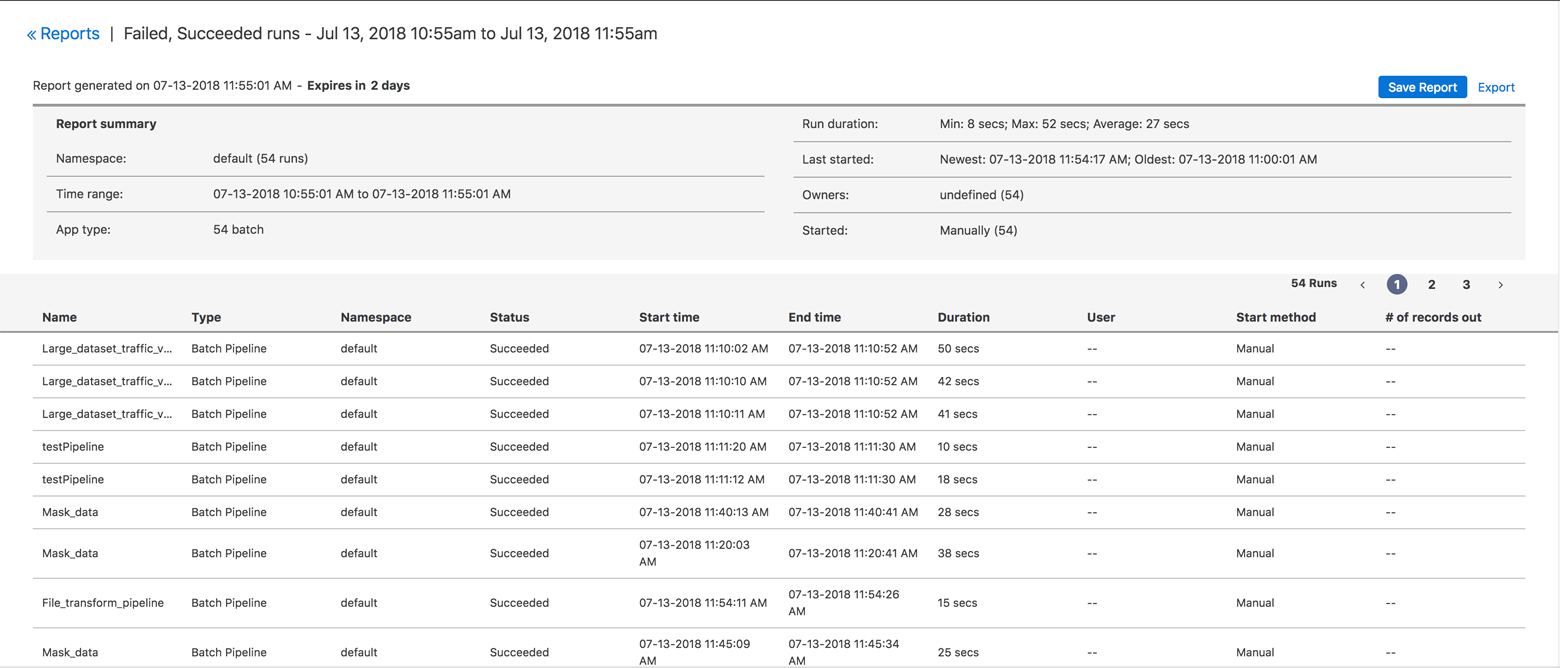 « Reports | Failed, Succeeded runs - Jul 13, 2018 10:55am to Jul 13, 2018 11:55am
Report generated on 07-13-2018 11:55:01 AM - Expires in 2 days
Save Report Export
Report summary
Namespace: default (54 runs)
Time range: 07-13-2018 10:55:01 AM to 07-13-2018 11:55:01 AM
App type: 54 batch
Run duration: Min: 8 secs; Max: 52 secs; Average: 27 secs
Last started: Newest: 07-13-2018 11:54:17 AM; Oldest: 07-13-2018 11:00:01 AM
Owners: undefined (54)
Started: Manually (54)
54 Runs ‹ 1 2 3 ›
Name Type Namespace Status Start time End time Duration User Start method # of records out
Large_dataset_traffic_v... Batch Pipeline default Succeeded 07-13-2018 11:10:02 AM 07-13-2018 11:10:52 AM 50 secs -- Manual --
Large_dataset_traffic_v... Batch Pipeline default Succeeded 07-13-2018 11:10:10 AM 07-13-2018 11:10:52 AM 42 secs -- Manual --
Large_dataset_traffic_v... Batch Pipeline default Succeeded 07-13-2018 11:10:11 AM 07-13-2018 11:10:52 AM 41 secs -- Manual --
testPipeline Batch Pipeline default Succeeded 07-13-2018 11:11:20 AM 07-13-2018 11:11:30 AM 10 secs -- Manual --
testPipeline Batch Pipeline default Succeeded 07-13-2018 11:11:12 AM 07-13-2018 11:11:30 AM 18 secs -- Manual --
Mask_data Batch Pipeline default Succeeded 07-13-2018 11:40:13 AM 07-13-2018 11:40:41 AM 28 secs -- Manual --
Mask_data Batch Pipeline default Succeeded 07-13-2018 11:20:03 AM 07-13-2018 11:20:41 AM 38 secs -- Manual --
File_transform_pipeline Batch Pipeline default Succeeded 07-13-2018 11:54:11 AM 07-13-2018 11:54:26 AM 15 secs -- Manual --
Mask_data Batch Pipeline default Succeeded 07-13-2018 11:45:09 AM 07-13-2018 11:45:34 AM 25 secs -- Manual --